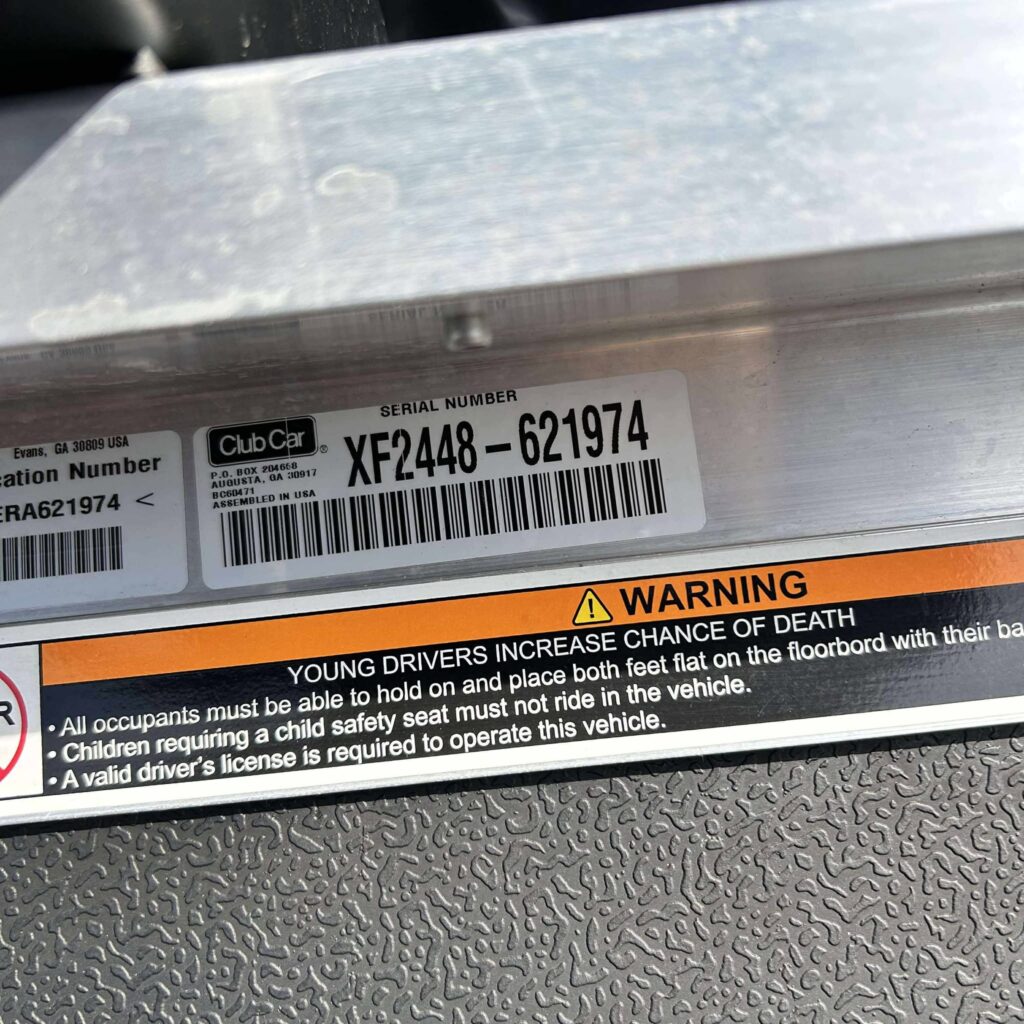 Evans, GA 30809 USA
cation Number
ERA621974 <
SERIAL NUMBER
Club Car ®
XF2448-621974
P.O. BOX 204658
AUGUSTA, GA 30917
BC60471
ASSEMBLED IN USA
⚠ WARNING
YOUNG DRIVERS INCREASE CHANCE OF DEATH
• All occupants must be able to hold on and place both feet flat on the floorbord with their ba
• Children requiring a child safety seat must not ride in the vehicle.
• A valid driver's license is required to operate this vehicle.
R